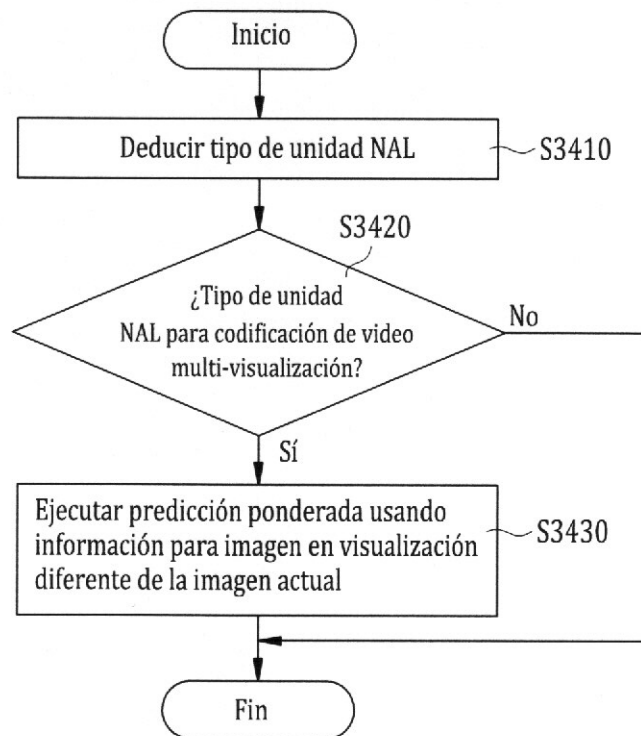 Inicio
Deducir tipo de unidad NAL
S3410
S3420
¿Tipo de unidad
NAL para codificación de video
multi-visualización?
No
Sí
Ejecutar predicción ponderada usando
información para imagen en visualización
diferente de la imagen actual
S3430
Fin